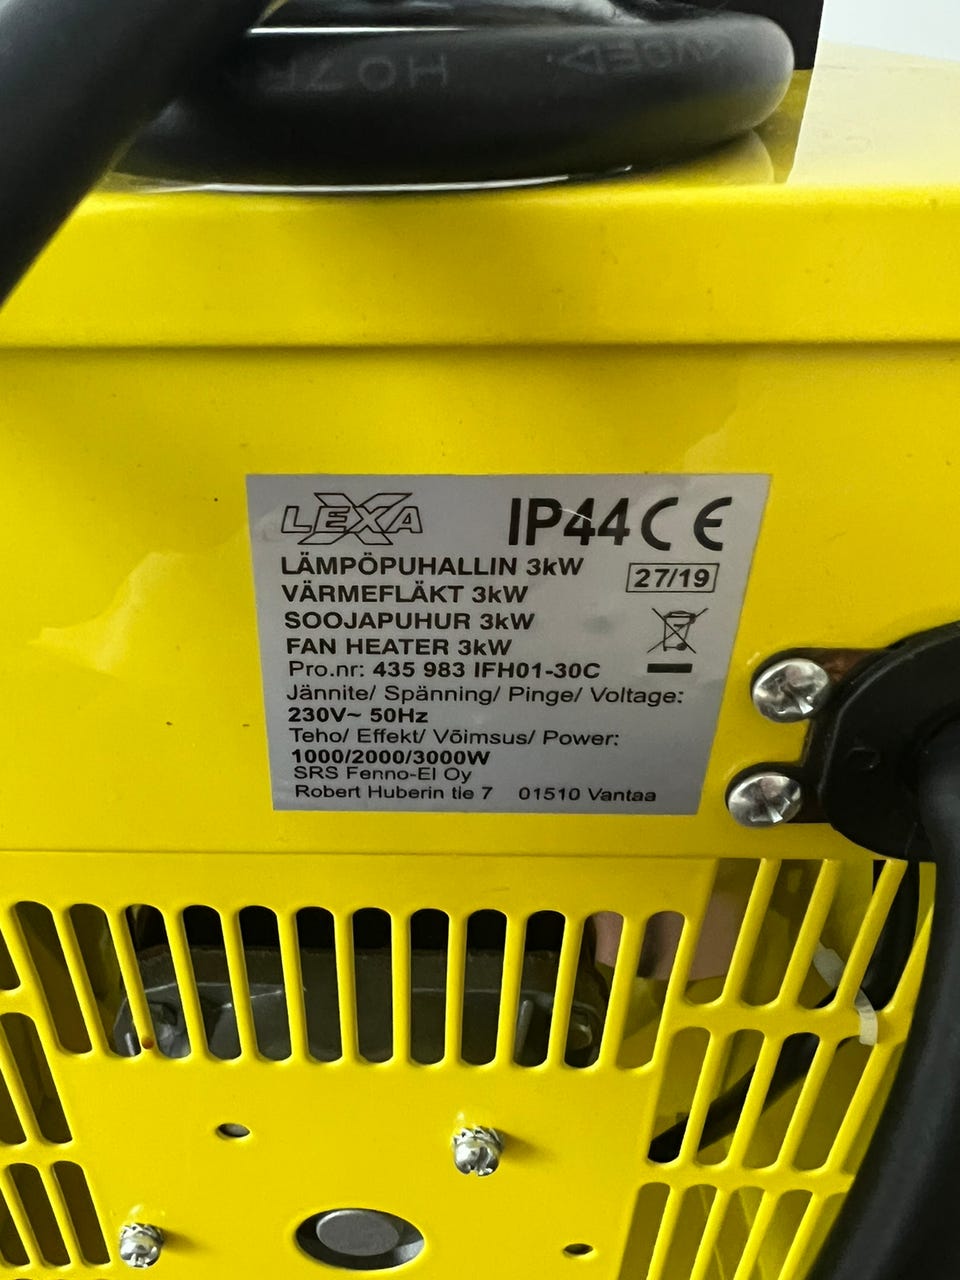 H07R
LEXA IP44 CE
LÄMPÖPUHALLIN 3kW
27/19
VÄRMEFLÄKT 3kW
SOOJAPUHUR 3kW
FAN HEATER 3kW
Pro.nr: 435 983 IFH01-30C
Jännite/ Spänning/ Pinge/ Voltage:
230V~ 50Hz
Teho/ Effekt/ Võimsus/ Power:
1000/2000/3000W
SRS Fenno-El Oy
Robert Huberin tie 7 01510 Vantaa